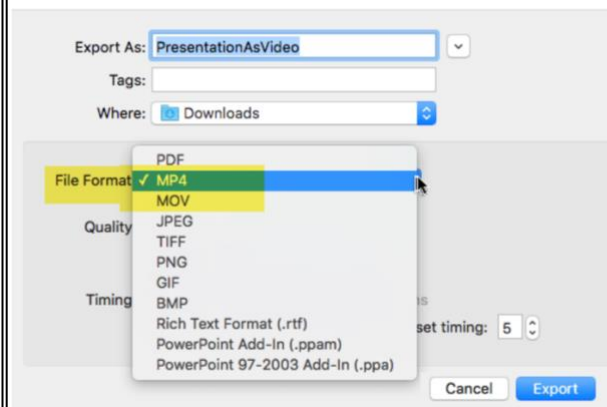 Export As: PresentationAsVideo
Tags:
Where: Downloads
PDF
File Format ✓ MP4
MOV
Quality JPEG
TIFF
PNG
GIF
Timing BMP
Rich Text Format (.rtf)
set timing: 5
PowerPoint Add-In (.ppam)
PowerPoint 97-2003 Add-In (.ppa)
Cancel Export